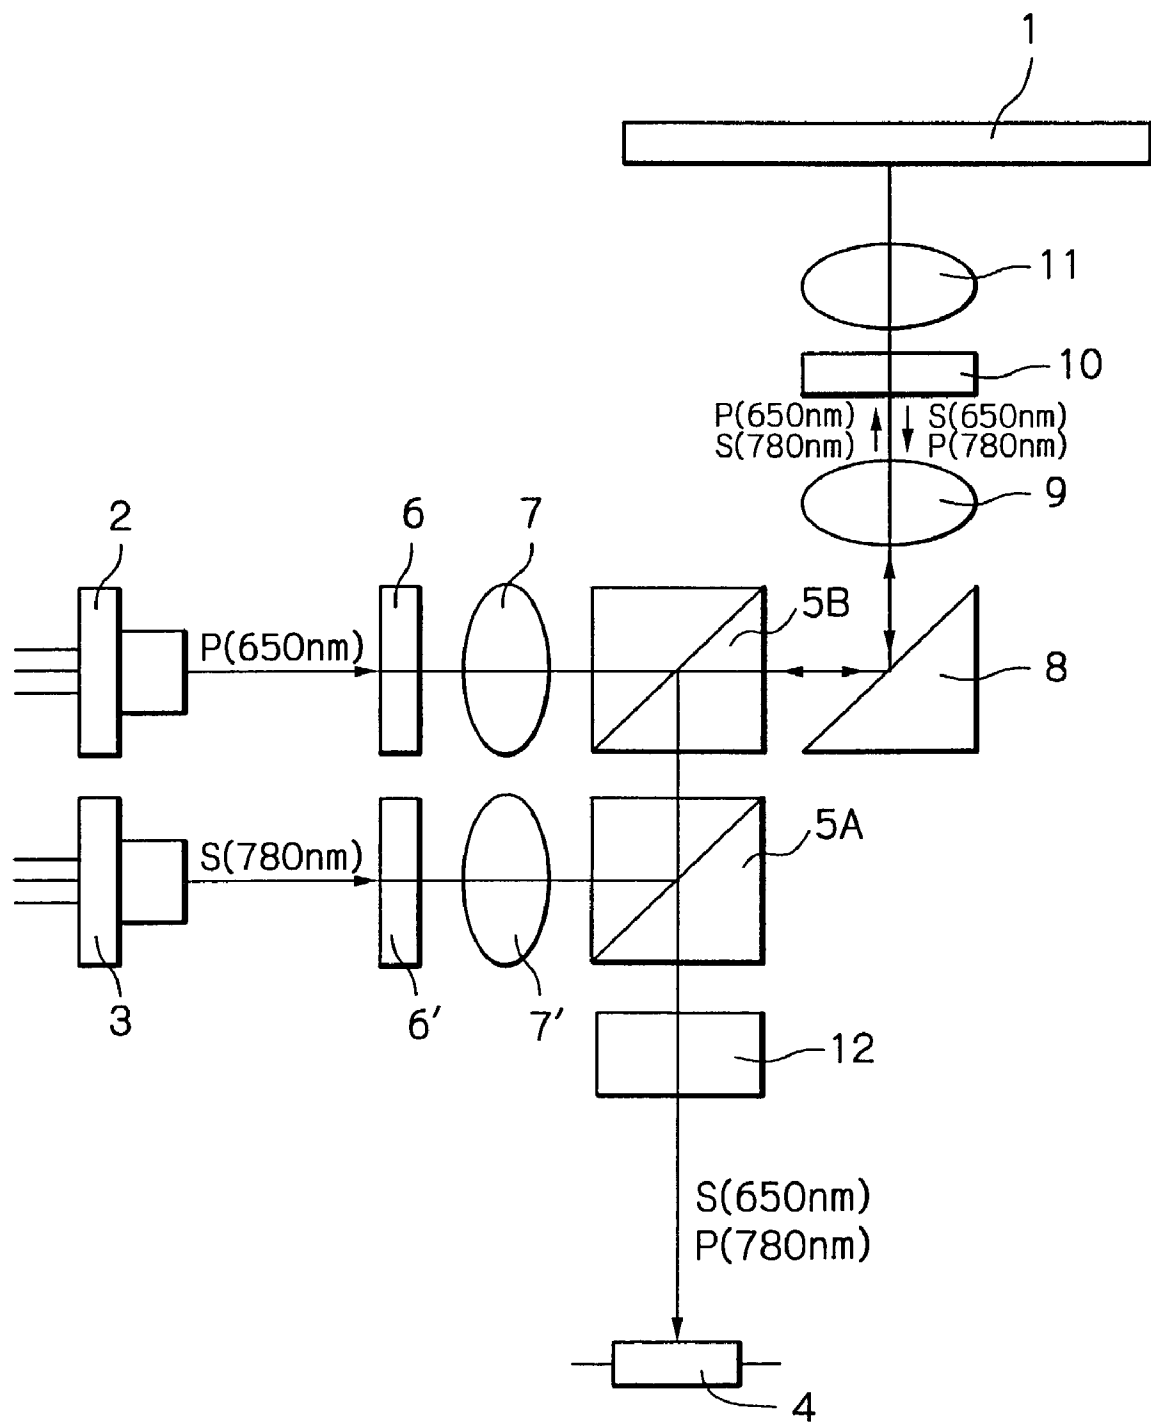 1
11
10
P(650nm) S(650nm)
S(780nm) P(780nm)
9
2 6 7
5B
P(650nm)
8
5A
S(780nm)
3 6′ 7′
12
S(650nm)
P(780nm)
4